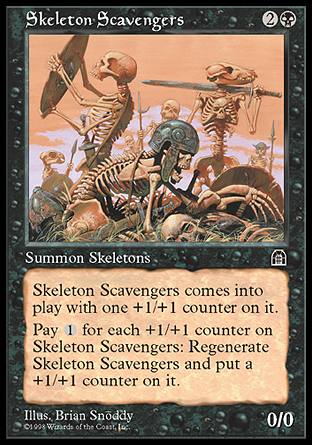 Skeleton Scavengers 2
Summon Skeletons
Skeleton Scavengers comes into
play with one +1/+1 counter on it.
Pay 1 for each +1/+1 counter on
Skeleton Scavengers: Regenerate
Skeleton Scavengers and put a
+1/+1 counter on it.
Illus. Brian Snōddy
©1998 Wizards of the Coast, Inc.
0/0